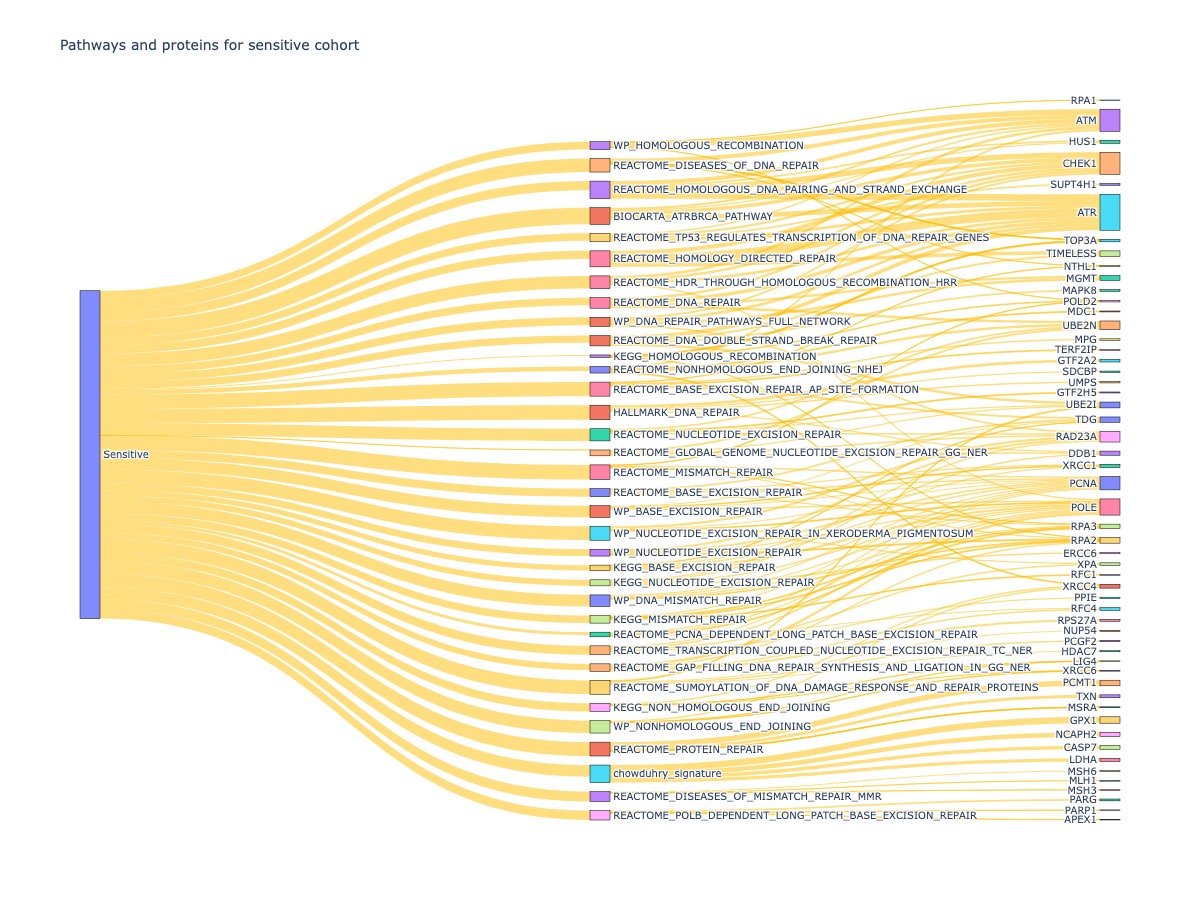 Pathways and proteins for sensitive cohort
Sensitive
WP_HOMOLOGOUS_RECOMBINATION
REACTOME_DISEASES_OF_DNA_REPAIR
REACTOME_HOMOLOGOUS_DNA_PAIRING_AND_STRAND_EXCHANGE
BIOCARTA_ATRBRCA_PATHWAY
REACTOME_TP53_REGULATES_TRANSCRIPTION_OF_DNA_REPAIR_GENES
REACTOME_HOMOLOGY_DIRECTED_REPAIR
REACTOME_HDR_THROUGH_HOMOLOGOUS_RECOMBINATION_HRR
REACTOME_DNA_REPAIR
WP_DNA_REPAIR_PATHWAYS_FULL_NETWORK
REACTOME_DNA_DOUBLE_STRAND_BREAK_REPAIR
KEGG_HOMOLOGOUS_RECOMBINATION
REACTOME_NONHOMOLOGOUS_END_JOINING_NHEJ
REACTOME_BASE_EXCISION_REPAIR_AP_SITE_FORMATION
HALLMARK_DNA_REPAIR
REACTOME_NUCLEOTIDE_EXCISION_REPAIR
REACTOME_GLOBAL_GENOME_NUCLEOTIDE_EXCISION_REPAIR_GG_NER
REACTOME_MISMATCH_REPAIR
REACTOME_BASE_EXCISION_REPAIR
WP_BASE_EXCISION_REPAIR
WP_NUCLEOTIDE_EXCISION_REPAIR_IN_XERODERMA_PIGMENTOSUM
WP_NUCLEOTIDE_EXCISION_REPAIR
KEGG_BASE_EXCISION_REPAIR
KEGG_NUCLEOTIDE_EXCISION_REPAIR
WP_DNA_MISMATCH_REPAIR
KEGG_MISMATCH_REPAIR
REACTOME_PCNA_DEPENDENT_LONG_PATCH_BASE_EXCISION_REPAIR
REACTOME_TRANSCRIPTION_COUPLED_NUCLEOTIDE_EXCISION_REPAIR_TC_NER
REACTOME_GAP_FILLING_DNA_REPAIR_SYNTHESIS_AND_LIGATION_IN_GG_NER
REACTOME_SUMOYLATION_OF_DNA_DAMAGE_RESPONSE_AND_REPAIR_PROTEINS
KEGG_NON_HOMOLOGOUS_END_JOINING
WP_NONHOMOLOGOUS_END_JOINING
REACTOME_PROTEIN_REPAIR
chowduhry_signature
REACTOME_DISEASES_OF_MISMATCH_REPAIR_MMR
REACTOME_POLB_DEPENDENT_LONG_PATCH_BASE_EXCISION_REPAIR
RPA1
ATM
HUS1
CHEK1
SUPT4H1
ATR
TOP3A
TIMELESS
NTHL1
MGMT
MAPK8
POLD2
MDC1
UBE2N
MPG
TERF2IP
GTF2A2
SDCBP
UMPS
GTF2H5
UBE2I
TDG
RAD23A
DDB1
XRCC1
PCNA
POLE
RPA3
RPA2
ERCC6
XPA
RFC1
XRCC4
PPIE
RFC4
RPS27A
NUP54
PCGF2
HDAC7
LIG4
XRCC6
PCMT1
TXN
MSRA
GPX1
NCAPH2
CASP7
LDHA
MSH6
MLH1
MSH3
PARG
PARP1
APEX1